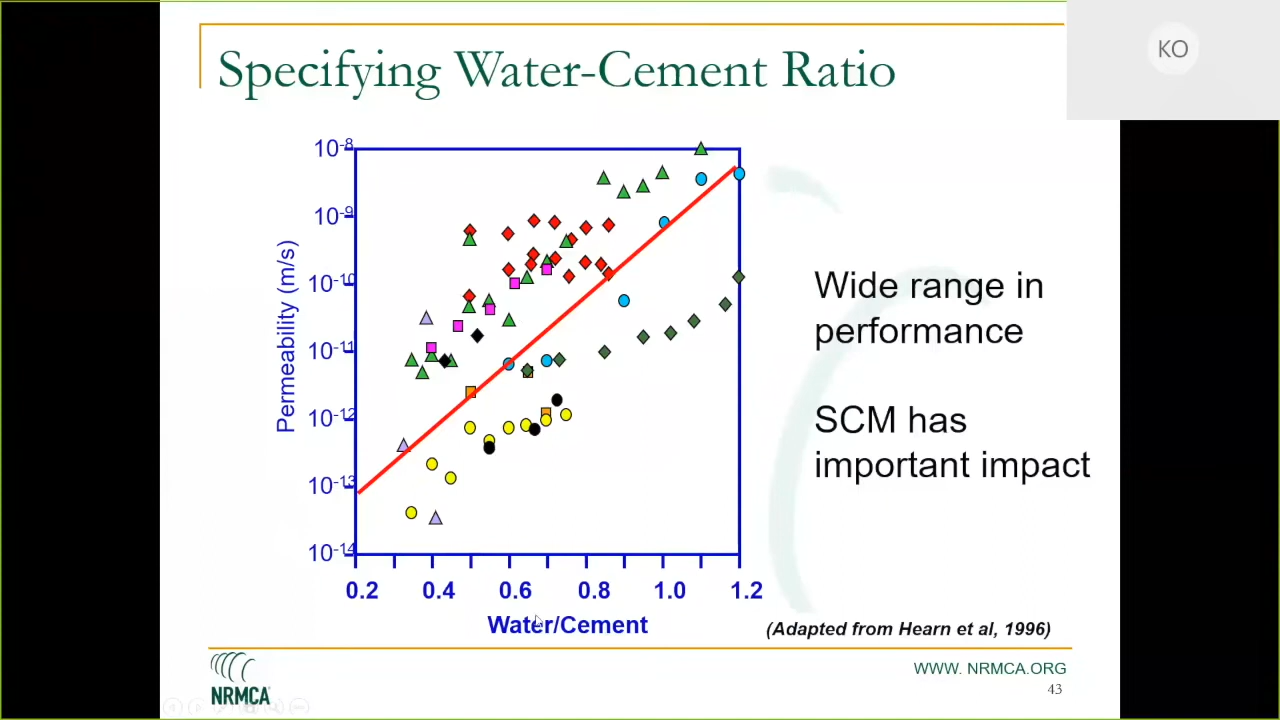 Specifying Water-Cement Ratio
KO
10-8
10-9
10-10
10-11
10-12
10-13
10-14
Permeability (m/s)
0.2 0.4 0.6 0.8 1.0 1.2
Water/Cement
Wide range in
performance
SCM has
important impact
(Adapted from Hearn et al, 1996)
NRMCA
WWW. NRMCA.ORG
43